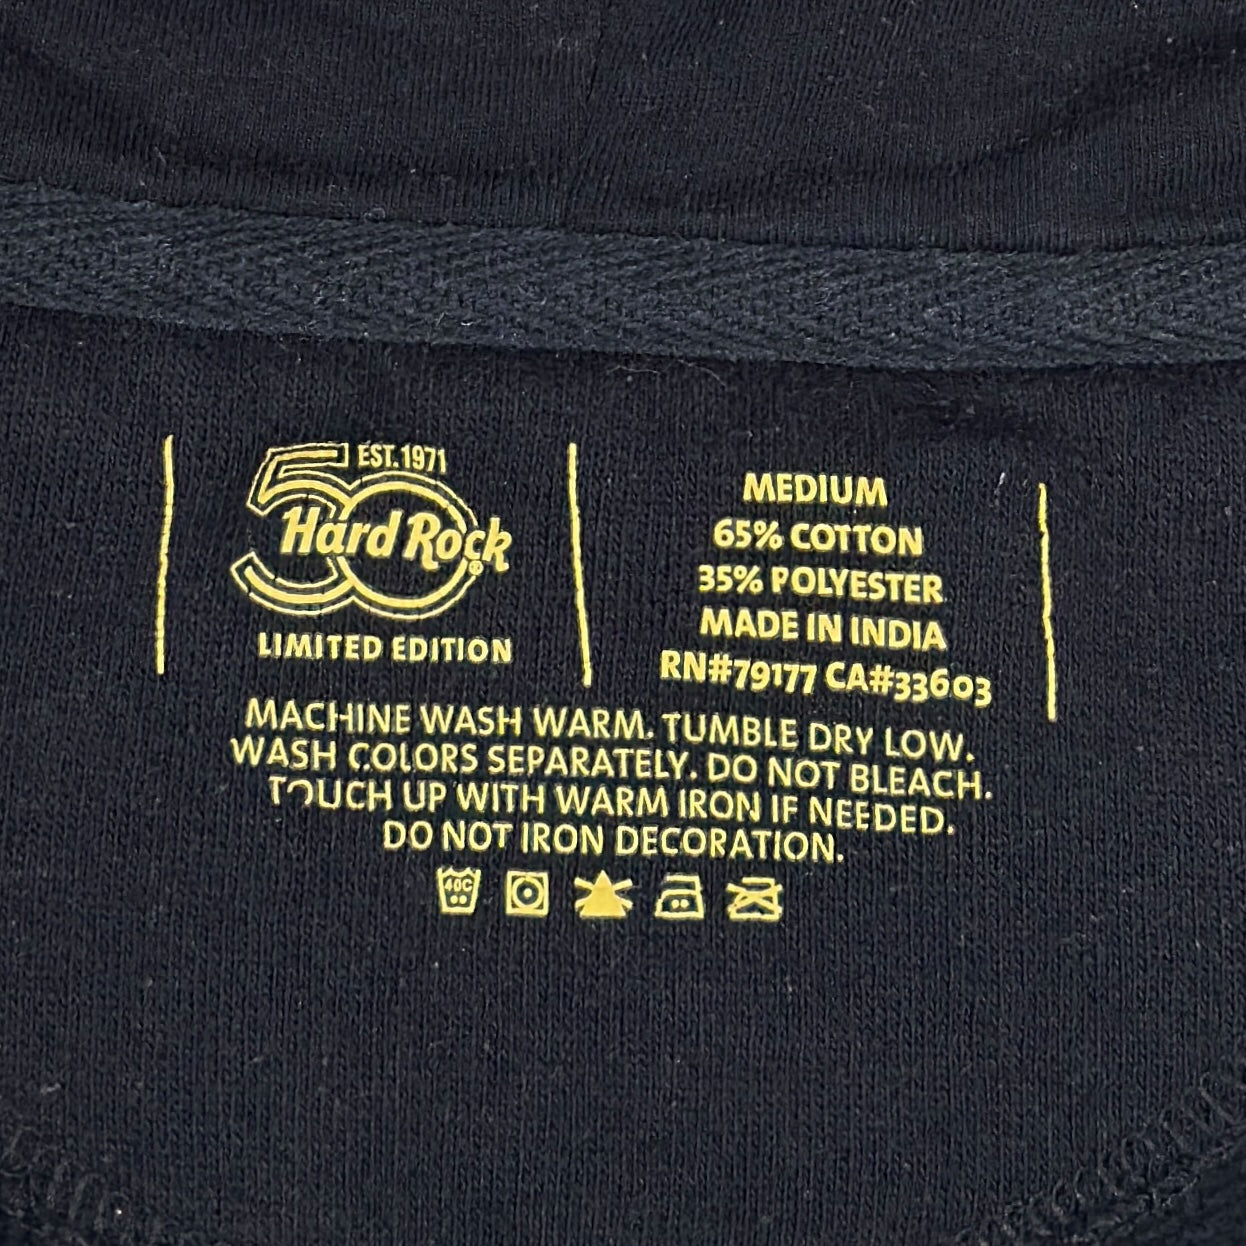 EST. 1971
50
Hard Rock®
LIMITED EDITION
MEDIUM
65% COTTON
35% POLYESTER
MADE IN INDIA
RN#79177 CA#33603
MACHINE WASH WARM. TUMBLE DRY LOW.
WASH COLORS SEPARATELY. DO NOT BLEACH.
TOUCH UP WITH WARM IRON IF NEEDED.
DO NOT IRON DECORATION.
40C